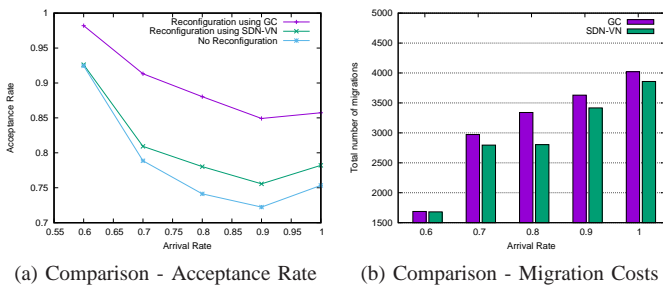 Reconfiguration using GC
Reconfiguration using SDN-VN
No Reconfiguration
1
0.95
0.9
0.85
0.8
0.75
0.7
Acceptance Rate
0.55 0.6 0.65 0.7 0.75 0.8 0.85 0.9 0.95 1
Arrival Rate
(a) Comparison - Acceptance Rate
GC
SDN-VN
5000
4500
4000
3500
3000
2500
2000
1500
Total number of migrations
0.6 0.7 0.8 0.9 1
Arrival Rate
(b) Comparison - Migration Costs